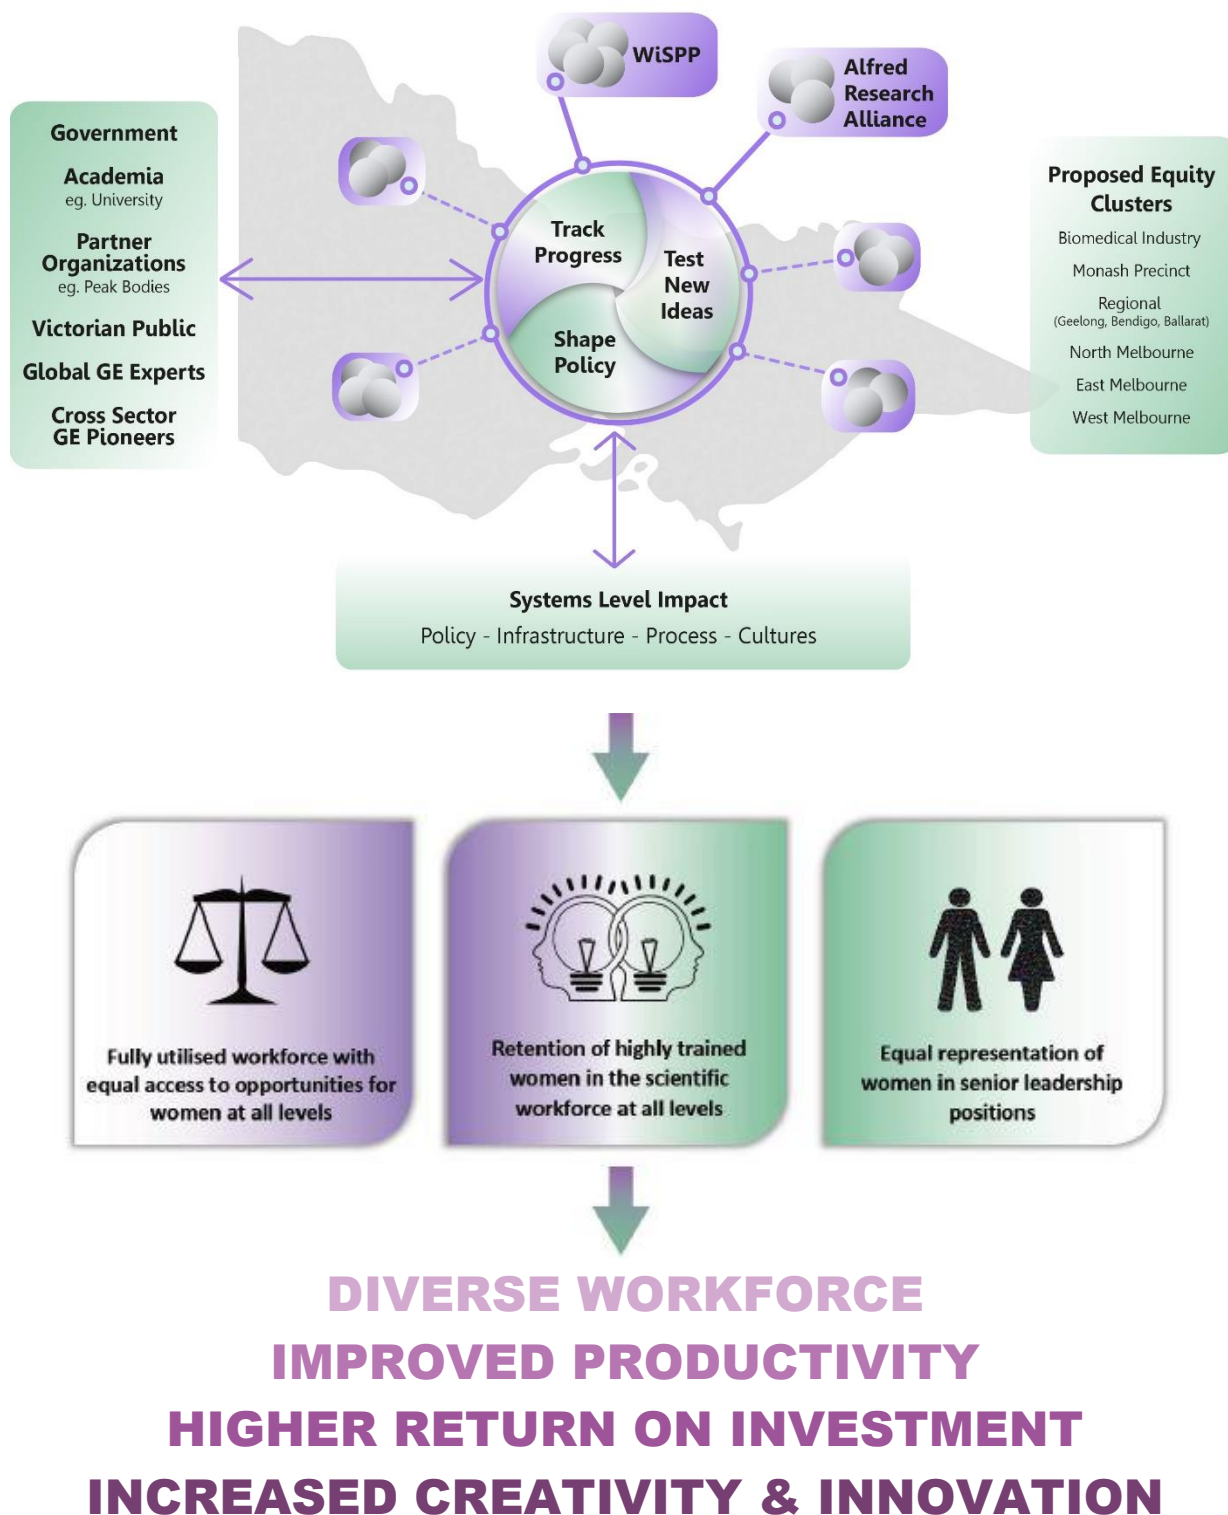 WiSPP
Alfred
Research
Alliance
Government
Academia
eg. University
Partner
Organizations
eg. Peak Bodies
Victorian Public
Global GE Experts
Cross Sector
GE Pioneers
Track
Progress
Test
New
Ideas
Shape
Policy
Proposed Equity
Clusters
Biomedical Industry
Monash Precinct
Regional
(Geelong, Bendigo, Ballarat)
North Melbourne
East Melbourne
West Melbourne
Systems Level Impact
Policy - Infrastructure - Process - Cultures
Fully utilised workforce with
equal access to opportunities for
women at all levels
Retention of highly trained
women in the scientific
workforce at all levels
Equal representation of
women in senior leadership
positions
DIVERSE WORKFORCE
IMPROVED PRODUCTIVITY
HIGHER RETURN ON INVESTMENT
INCREASED CREATIVITY & INNOVATION